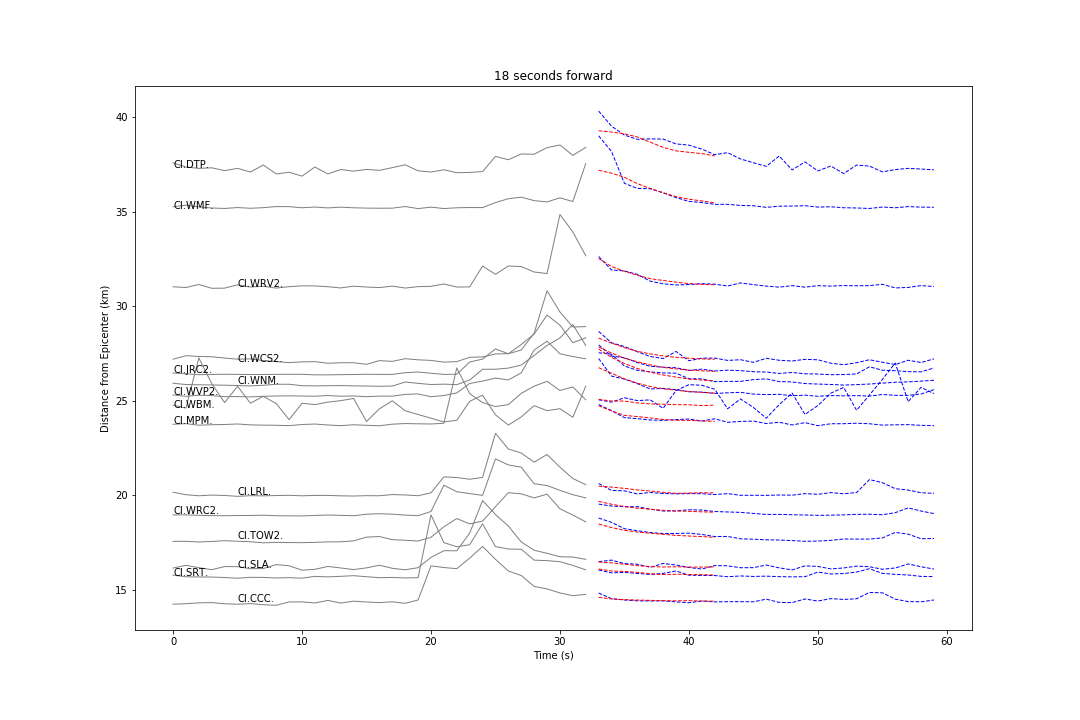 18 seconds forward
40
35
30
25
20
15
Distance from Epicenter (km)
CI.DTP.
CI.WMF.
CI.WRV2.
CI.WCS2.
CI.JRC2.
CI.WNM.
CI.WVP2.
CI.WBM.
CI.MPM.
CI.LRL.
CI.WRC2.
CI.TOW2.
CI.SLA.
CI.SRT.
CI.CCC.
0 10 20 30 40 50 60
Time (s)